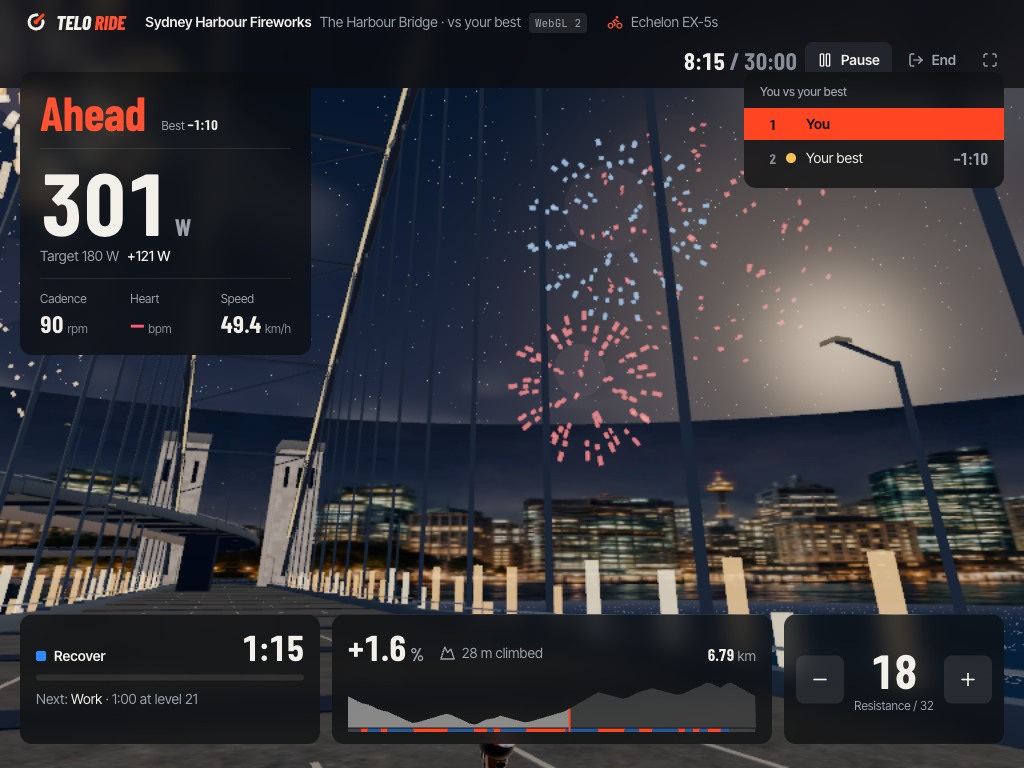 TELO RIDE Sydney Harbour Fireworks The Harbour Bridge · vs your best WebGL 2 Echelon EX-5s
8:15 / 30:00 Pause End
Ahead Best −1:10
301 W
Target 180 W +121 W
Cadence Heart Speed
90 rpm — bpm 49.4 km/h
You vs your best
1 You
2 Your best −1:10
Recover 1:15
Next: Work · 1:00 at level 21
+1.6 % 28 m climbed 6.79 km
− 18 +
Resistance / 32